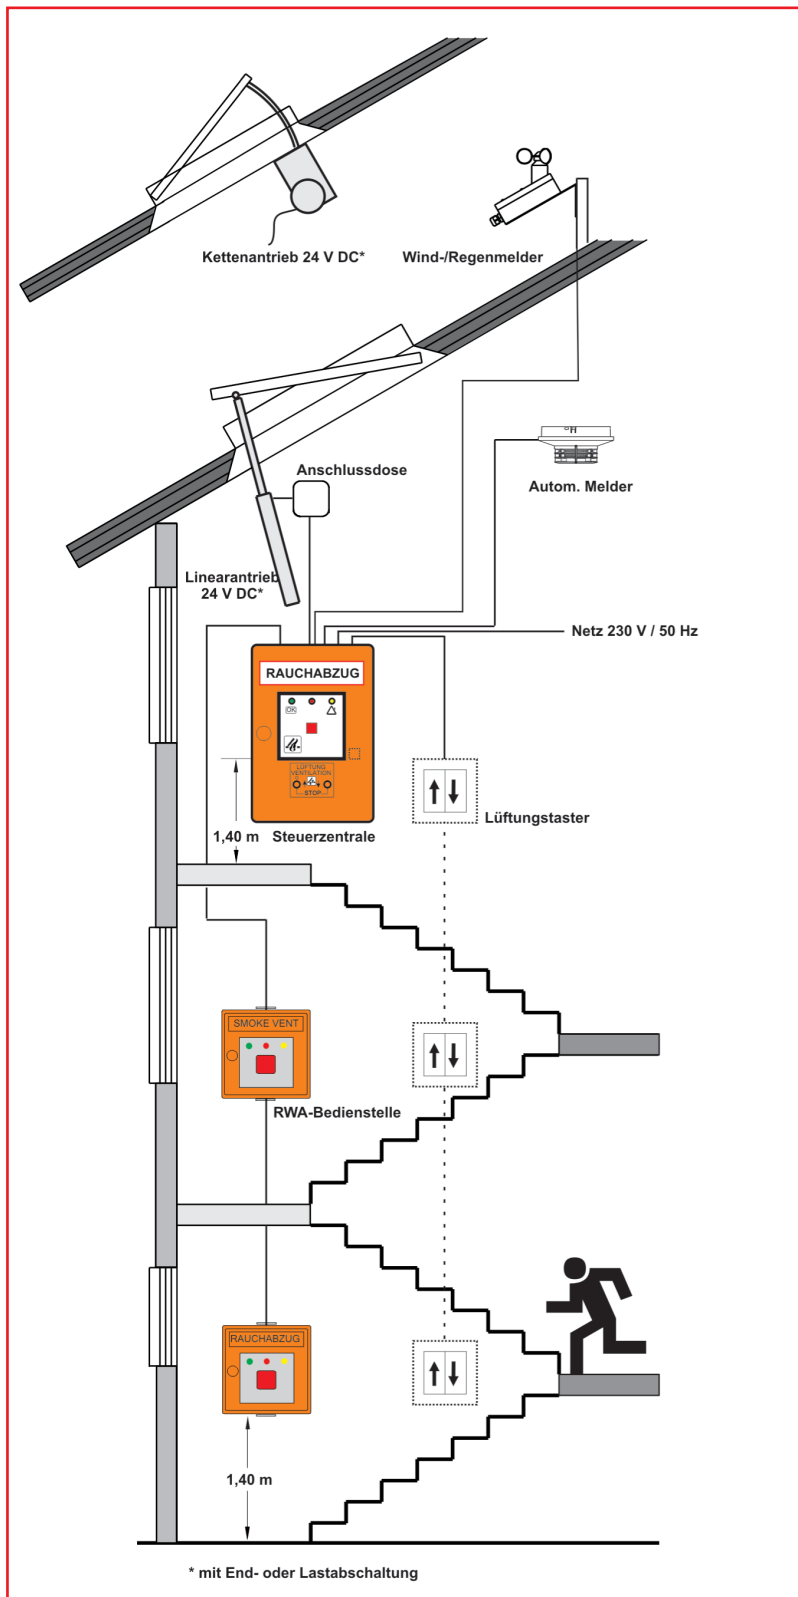 Kettenantrieb 24 V DC*
Wind-/Regenmelder
Anschlussdose
Autom. Melder
Linearantrieb
24 V DC*
Netz 230 V / 50 Hz
RAUCHABZUG
OK
LÜFTUNG
VENTILATION
STOP
1,40 m
Steuerzentrale
Lüftungstaster
SMOKE VENT
RWA-Bedienstelle
RAUCHABZUG
1,40 m
* mit End- oder Lastabschaltung